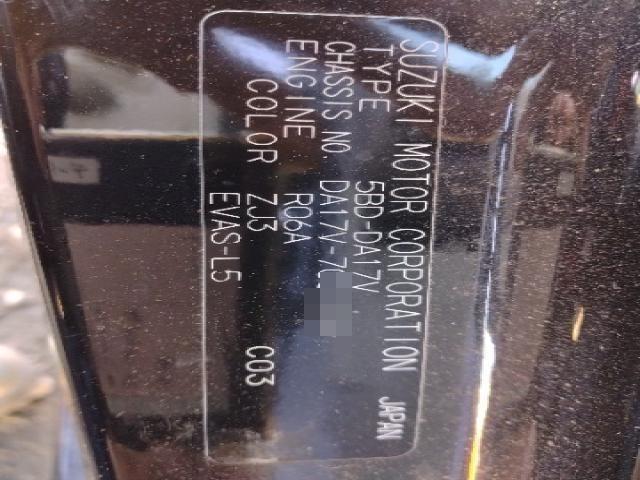 SUZUKI MOTOR CORPORATION JAPAN
TYPE 5BD-DA17V
CHASSIS NO. DA17V-7
ENGINE R06A
COLOR ZJ3 C03
EVAS-L5